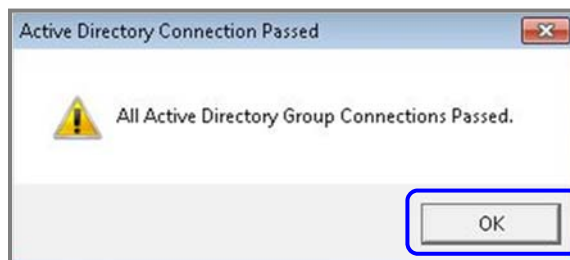 Active Directory Connection Passed
All Active Directory Group Connections Passed.
OK